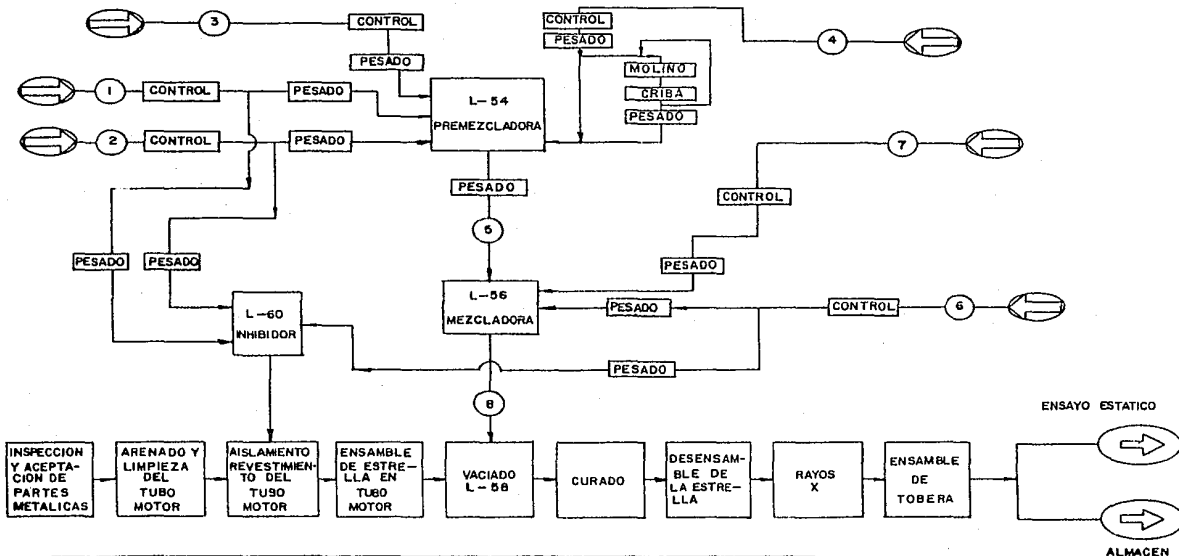 3
CONTROL
PESADO
CONTROL
PESADO
4
MOLINO
CRIBA
PESADO
1
CONTROL
PESADO
L-54
PREMEZCLADORA
2
CONTROL
PESADO
7
CONTROL
PESADO
PESADO
5
PESADO
PESADO
L-56
MEZCLADORA
PESADO
CONTROL
6
L-60
INHIBIDOR
PESADO
8
ENSAYO ESTATICO
INSPECCION
Y ACEPTA-
CION DE
PARTES
METALICAS
ARENADO Y
LIMPIEZA
DEL
TUBO
MOTOR
AISLAMENTO
REVESTIMIEN-
TO DEL
TUBO
MOTOR
ENSAMBLE
DE ESTRE-
LLA EN
TUBO
MOTOR
VACIADO
L-58
CURADO
DESENSAM-
BLE DE
LA ESTRE-
LLA
RAYOS
X
ENSAMBLE
DE
TOBERA
ALMACEN